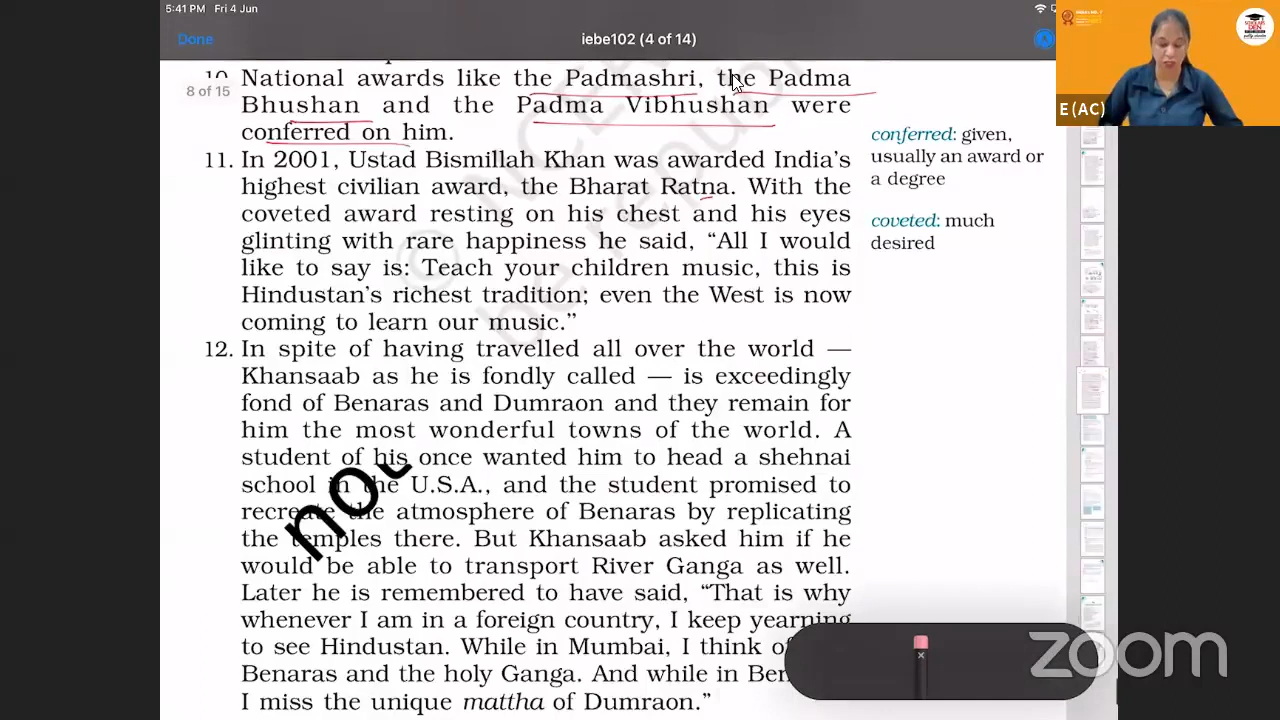 5:41 PM Fri 4 Jun
Done
iebe102 (4 of 14)
8 of 15
10 National awards like the Padmashri, the Padma
Bhushan and the Padma Vibhushan were
conferred on him.
11. In 2001, Ustad Bismillah Khan was awarded India's
highest civilian award, the Bharat Ratna. With the
coveted award resting on his chest and his eyes
glinting with rare happiness he said, “All I would
like to say is: Teach your children music, this is
Hindustan's richest tradition; even the West is now
coming to learn our music.
12. In spite of having travelled all over the world —
Khansaab as he is fondly called — is exceedingly
fond of Benaras and Dumraon and they remain for
him the most wonderful towns of the world. A
student of his once wanted him to head a shehnai
school in the U.S.A., and the student promised to
recreate the atmosphere of Benaras by replicating
the temples there. But Khansaab asked him if he
would be able to transport River Ganga as well.
Later he is remembered to have said, “That is why
whenever I am in a foreign country, I keep yearning
to see Hindustan. While in Mumbai, I think of
Benaras and the holy Ganga. And while in Ben
I miss the unique mattha of Dumraon.”
conferred: given,
usually an award or
a degree
coveted: much
desired
not
E (AC)
SCHOLARS
DEN
zoom